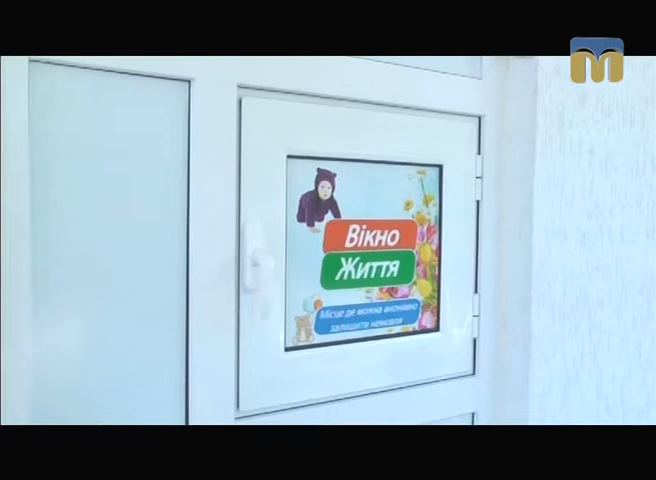 Вікно
Життя
Місце де можна анонімно
залишити немовля